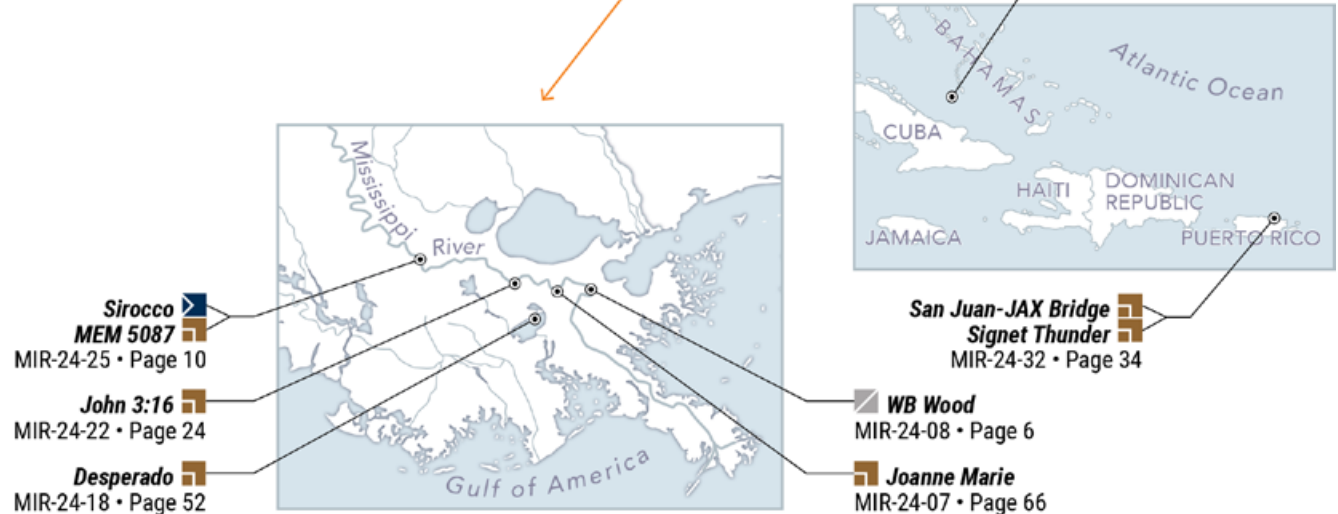 BAHAMAS
Atlantic Ocean
CUBA
HAITI
DOMINICAN
REPUBLIC
JAMAICA
PUERTO RICO
Mississippi
River
Gulf of America
Sirocco
MEM 5087
MIR-24-25 • Page 10
John 3:16
MIR-24-22 • Page 24
Desperado
MIR-24-18 • Page 52
San Juan-JAX Bridge
Signet Thunder
MIR-24-32 • Page 34
WB Wood
MIR-24-08 • Page 6
Joanne Marie
MIR-24-07 • Page 66